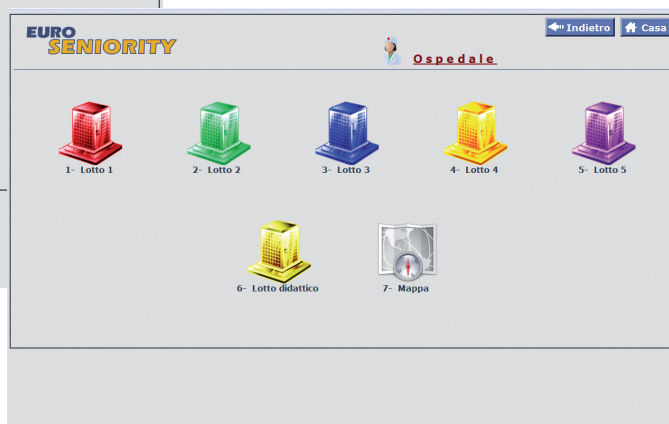 EURO
SENIORITY
Indietro
Casa
Ospedale
1- Lotto 1
2- Lotto 2
3- Lotto 3
4- Lotto 4
5- Lotto 5
6- Lotto didattico
7- Mappa